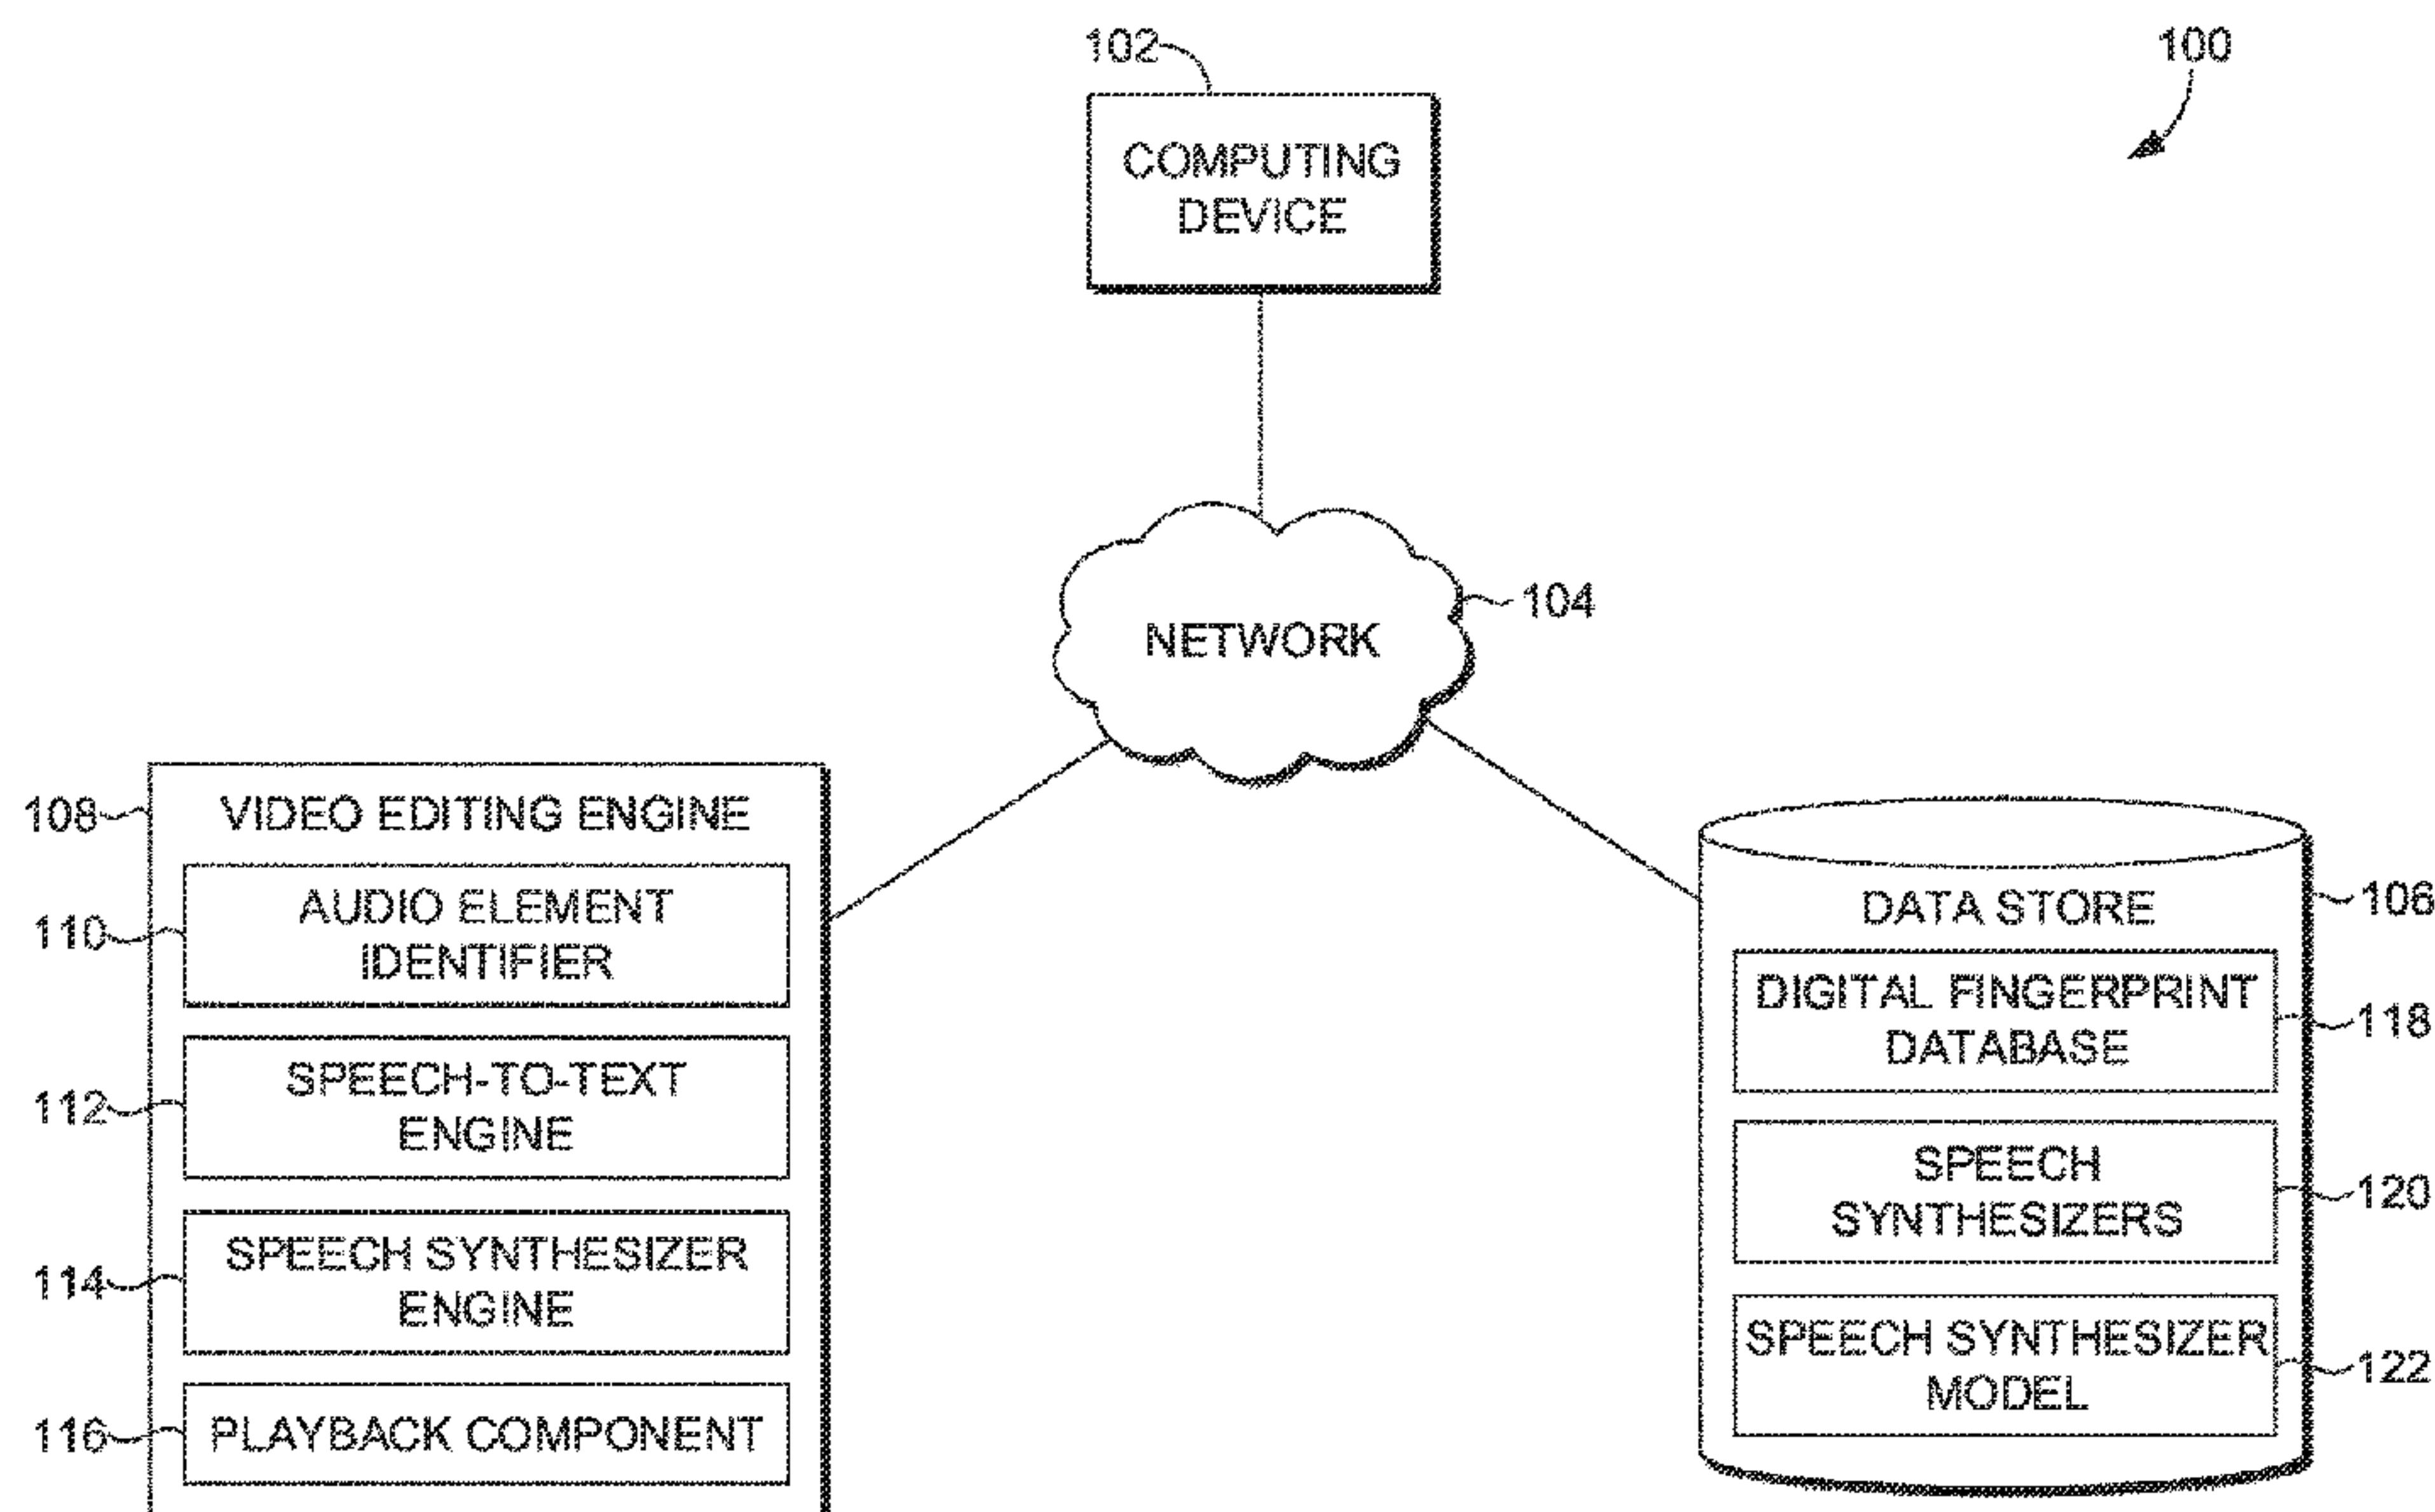 102
100
COMPUTING
DEVICE
NETWORK
104
108
VIDEO EDITING ENGINE
110
AUDIO ELEMENT
IDENTIFIER
112
SPEECH-TO-TEXT
ENGINE
114
SPEECH SYNTHESIZER
ENGINE
116
PLAYBACK COMPONENT
DATA STORE
106
DIGITAL FINGERPRINT
DATABASE
118
SPEECH
SYNTHESIZERS
120
SPEECH SYNTHESIZER
MODEL
122